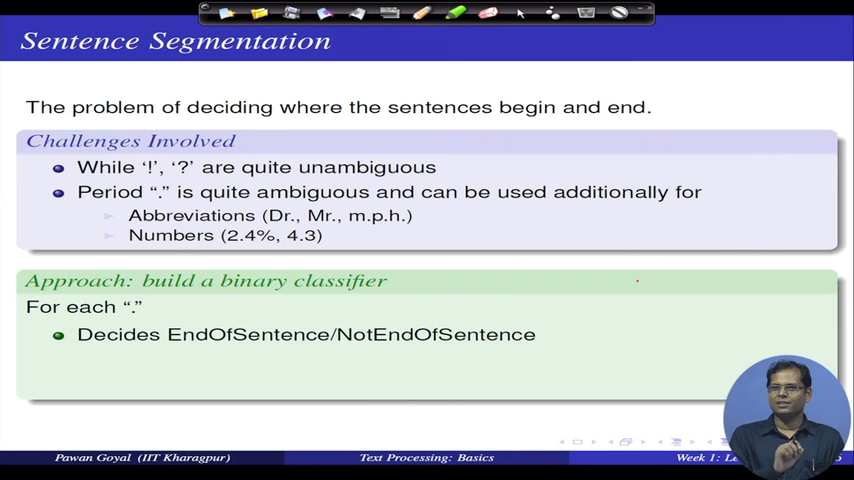 Sentence Segmentation
The problem of deciding where the sentences begin and end.
Challenges Involved
While ‘!’, ‘?’ are quite unambiguous
Period “.” is quite ambiguous and can be used additionally for
Abbreviations (Dr., Mr., m.p.h.)
Numbers (2.4%, 4.3)
Approach: build a binary classifier
For each “.”
Decides EndOfSentence/NotEndOfSentence
Pawan Goyal (IIT Kharagpur) Text Processing: Basics Week 1: